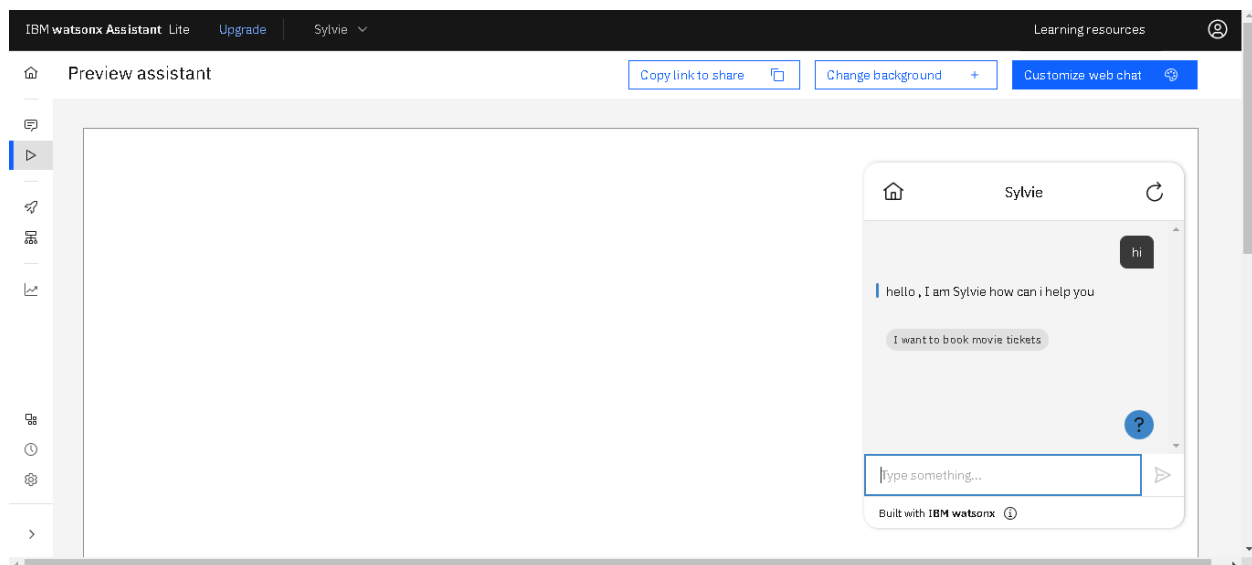 IBM watsonx Assistant Lite Upgrade Sylvie Learning resources
Preview assistant Copy link to share Change background + Customize web chat
Sylvie
hi
hello , I am Sylvie how can i help you
I want to book movie tickets
?
Type something...
Built with IBM watsonx